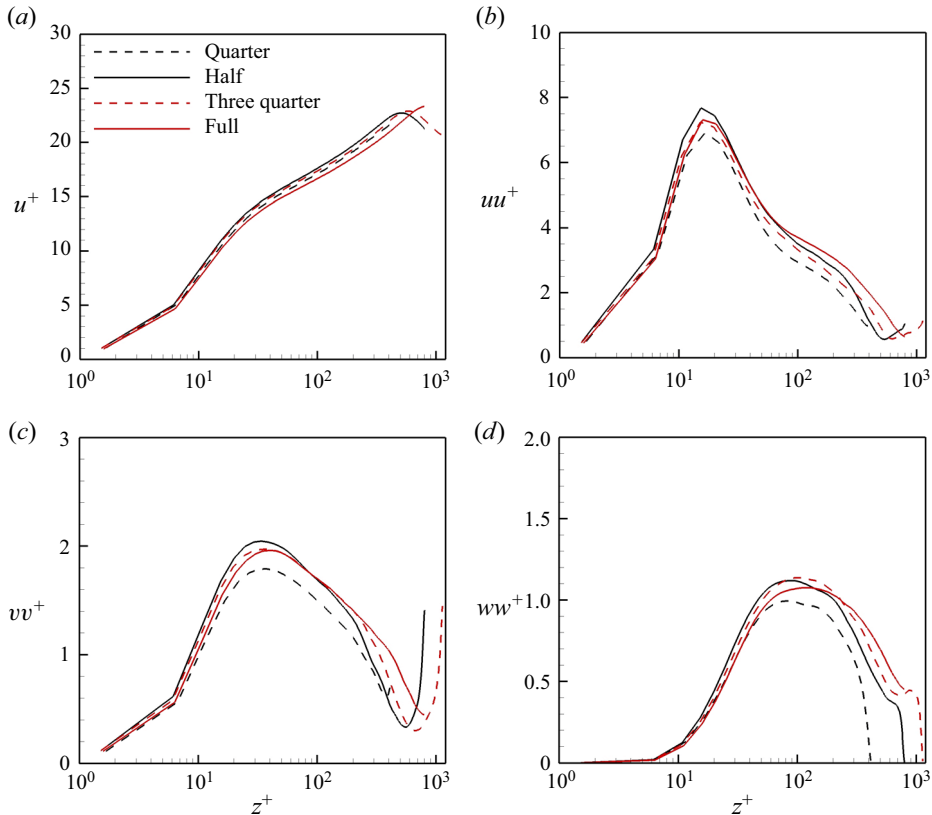 (a)
30
25
20
u+
15
10
5
0
10^0
10^1
10^2
10^3
Quarter
Half
Three quarter
Full
(b)
10
8
6
uu+
4
2
0
10^0
10^1
10^2
10^3
(c)
3
2
vv+
1
0
10^0
10^1
10^2
10^3
z+
(d)
2.0
1.5
ww+
1.0
0.5
0
10^0
10^1
10^2
10^3
z+